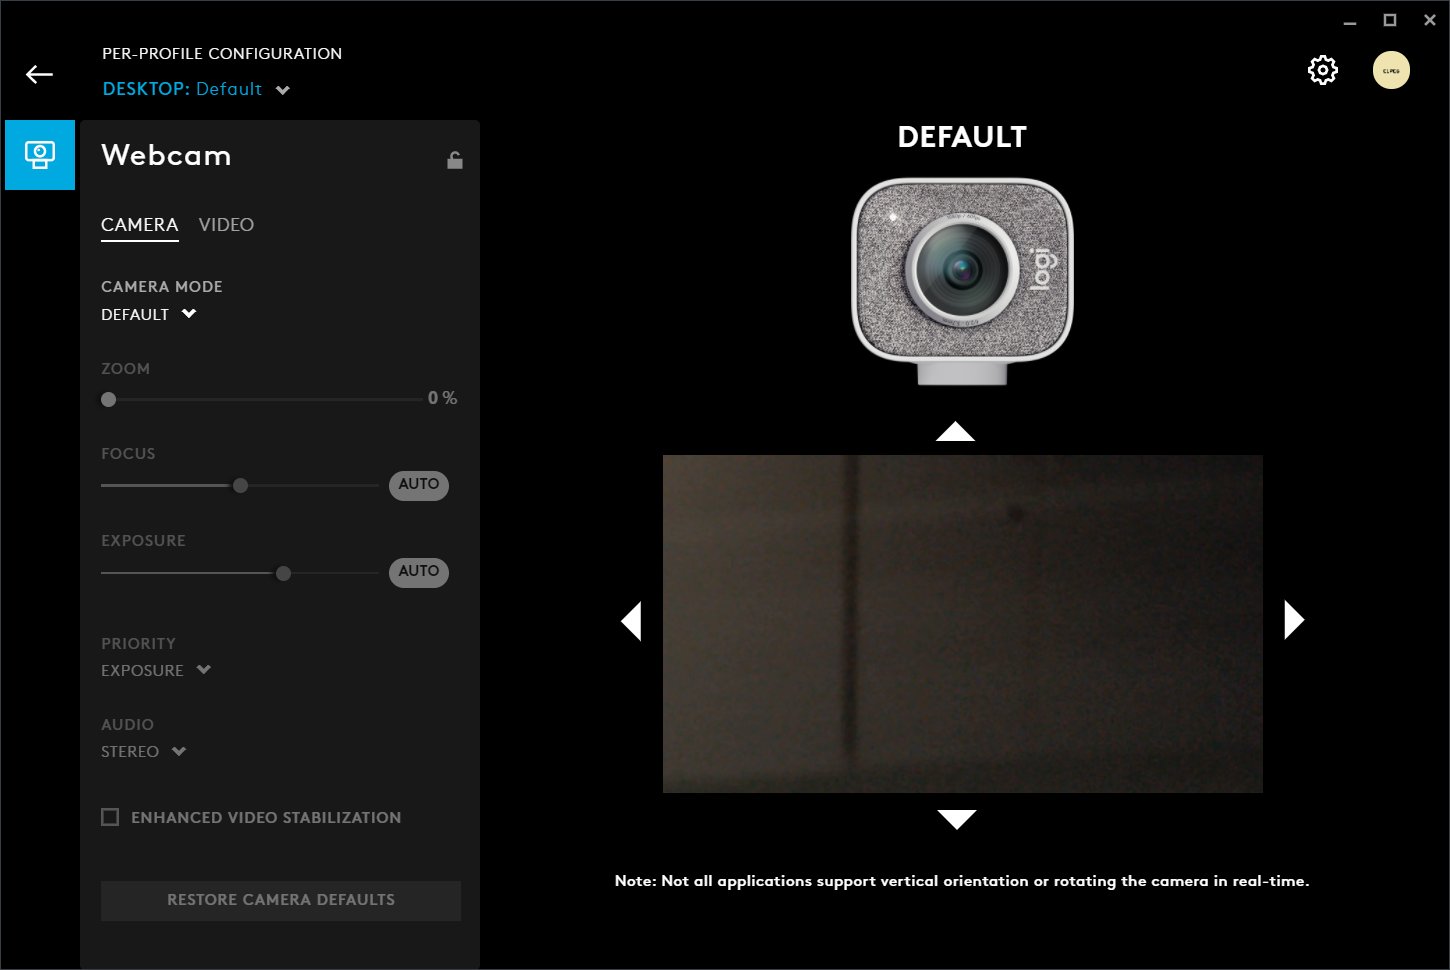 PER-PROFILE CONFIGURATION
DESKTOP: Default
Webcam
CAMERA VIDEO
CAMERA MODE
DEFAULT
ZOOM
0 %
FOCUS
AUTO
EXPOSURE
AUTO
PRIORITY
EXPOSURE
AUDIO
STEREO
ENHANCED VIDEO STABILIZATION
RESTORE CAMERA DEFAULTS
DEFAULT
logi
Note: Not all applications support vertical orientation or rotating the camera in real-time.